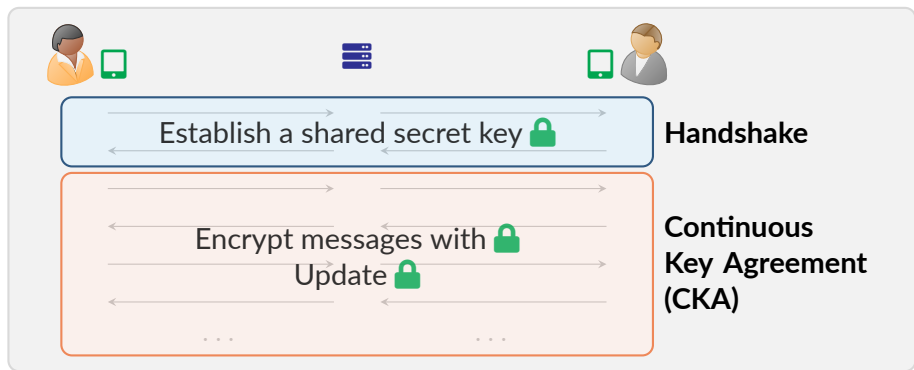 Establish a shared secret key
Handshake
Encrypt messages with
Update
Continuous
Key Agreement
(CKA)
... ...